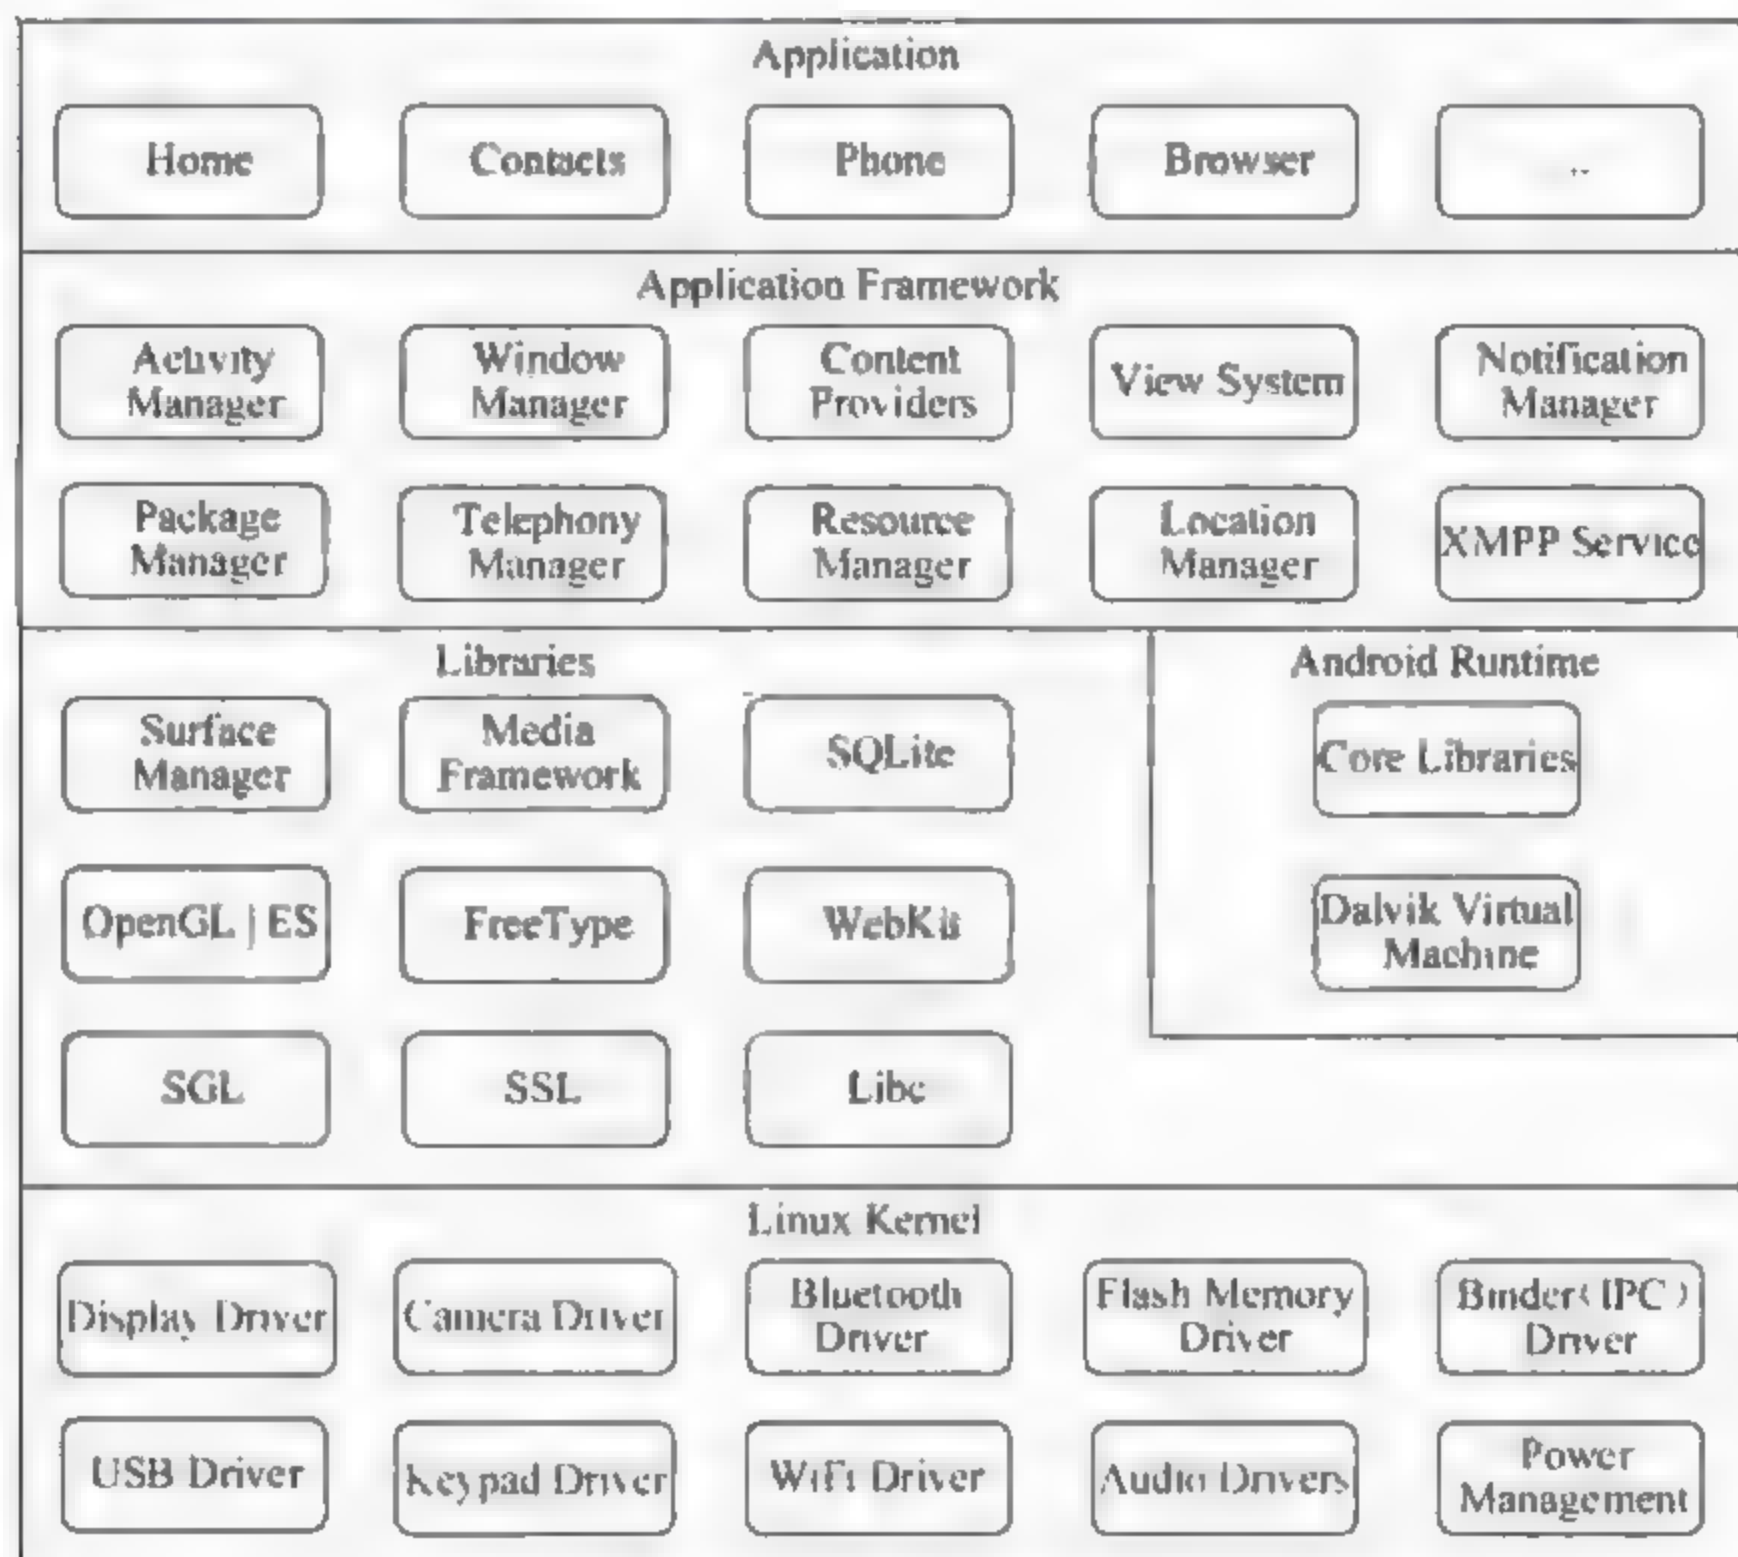 Application
Home
Contacts
Phone
Browser
..
Application Framework
Activity
Manager
Window
Manager
Content
Providers
View System
Notification
Manager
Package
Manager
Telephony
Manager
Resource
Manager
Location
Manager
XMPP Service
Libraries
Android Runtime
Surface
Manager
Media
Framework
SQLite
Core Libraries
OpenGL | ES
FreeType
WebKit
Dalvik Virtual
Machine
SGL
SSL
Libc
Linux Kernel
Display Driver
Camera Driver
Bluetooth
Driver
Flash Memory
Driver
Binder(IPC)
Driver
USB Driver
Keypad Driver
WiFi Driver
Audio Drivers
Power
Management